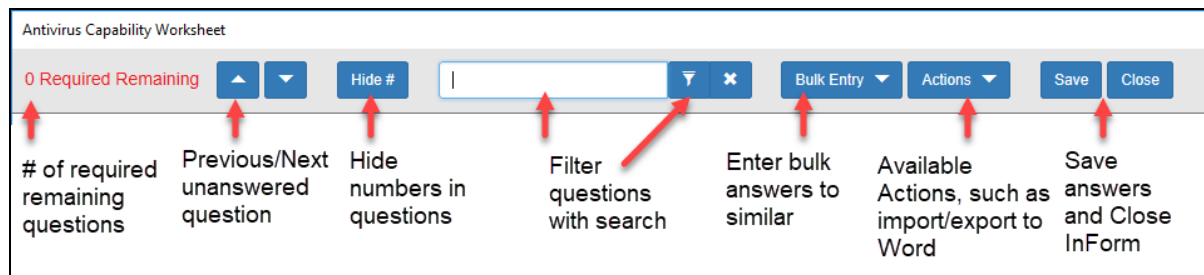 Antivirus Capability Worksheet
0 Required Remaining
Hide #
Bulk Entry
Actions
Save
Close
# of required
remaining
questions
Previous/Next
unanswered
question
Hide
numbers in
questions
Filter
questions
with search
Enter bulk
answers to
similar
Available
Actions, such as
import/export to
Word
Save
answers
and Close
InForm